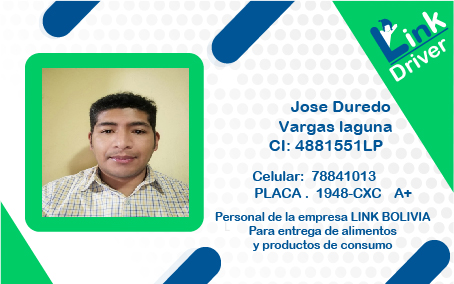 Link
Driver
Jose Duredo
Vargas laguna
CI: 4881551LP
Celular: 78841013
PLACA . 1948-CXC A+
Personal de la empresa LINK BOLIVIA
Para entrega de alimentos
y productos de consumo